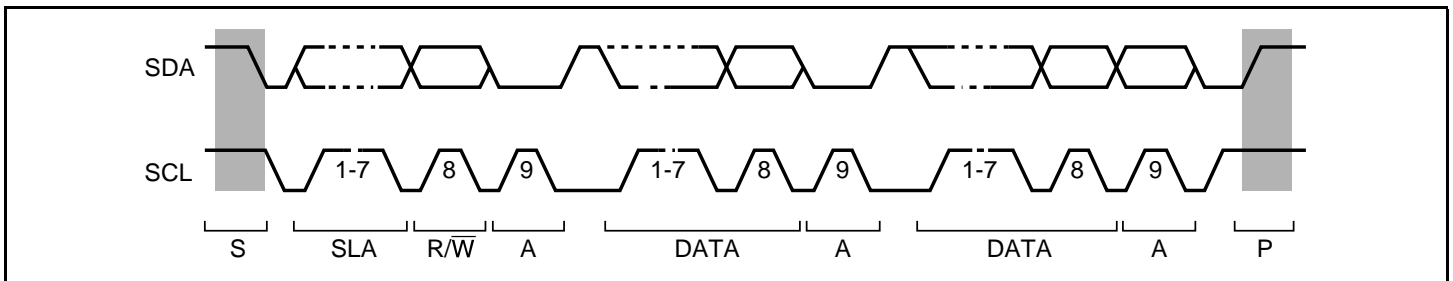 SDA
SCL
1-7 8 9 1-7 8 9 1-7 8 9
S SLA R/W̅ A DATA A DATA A P